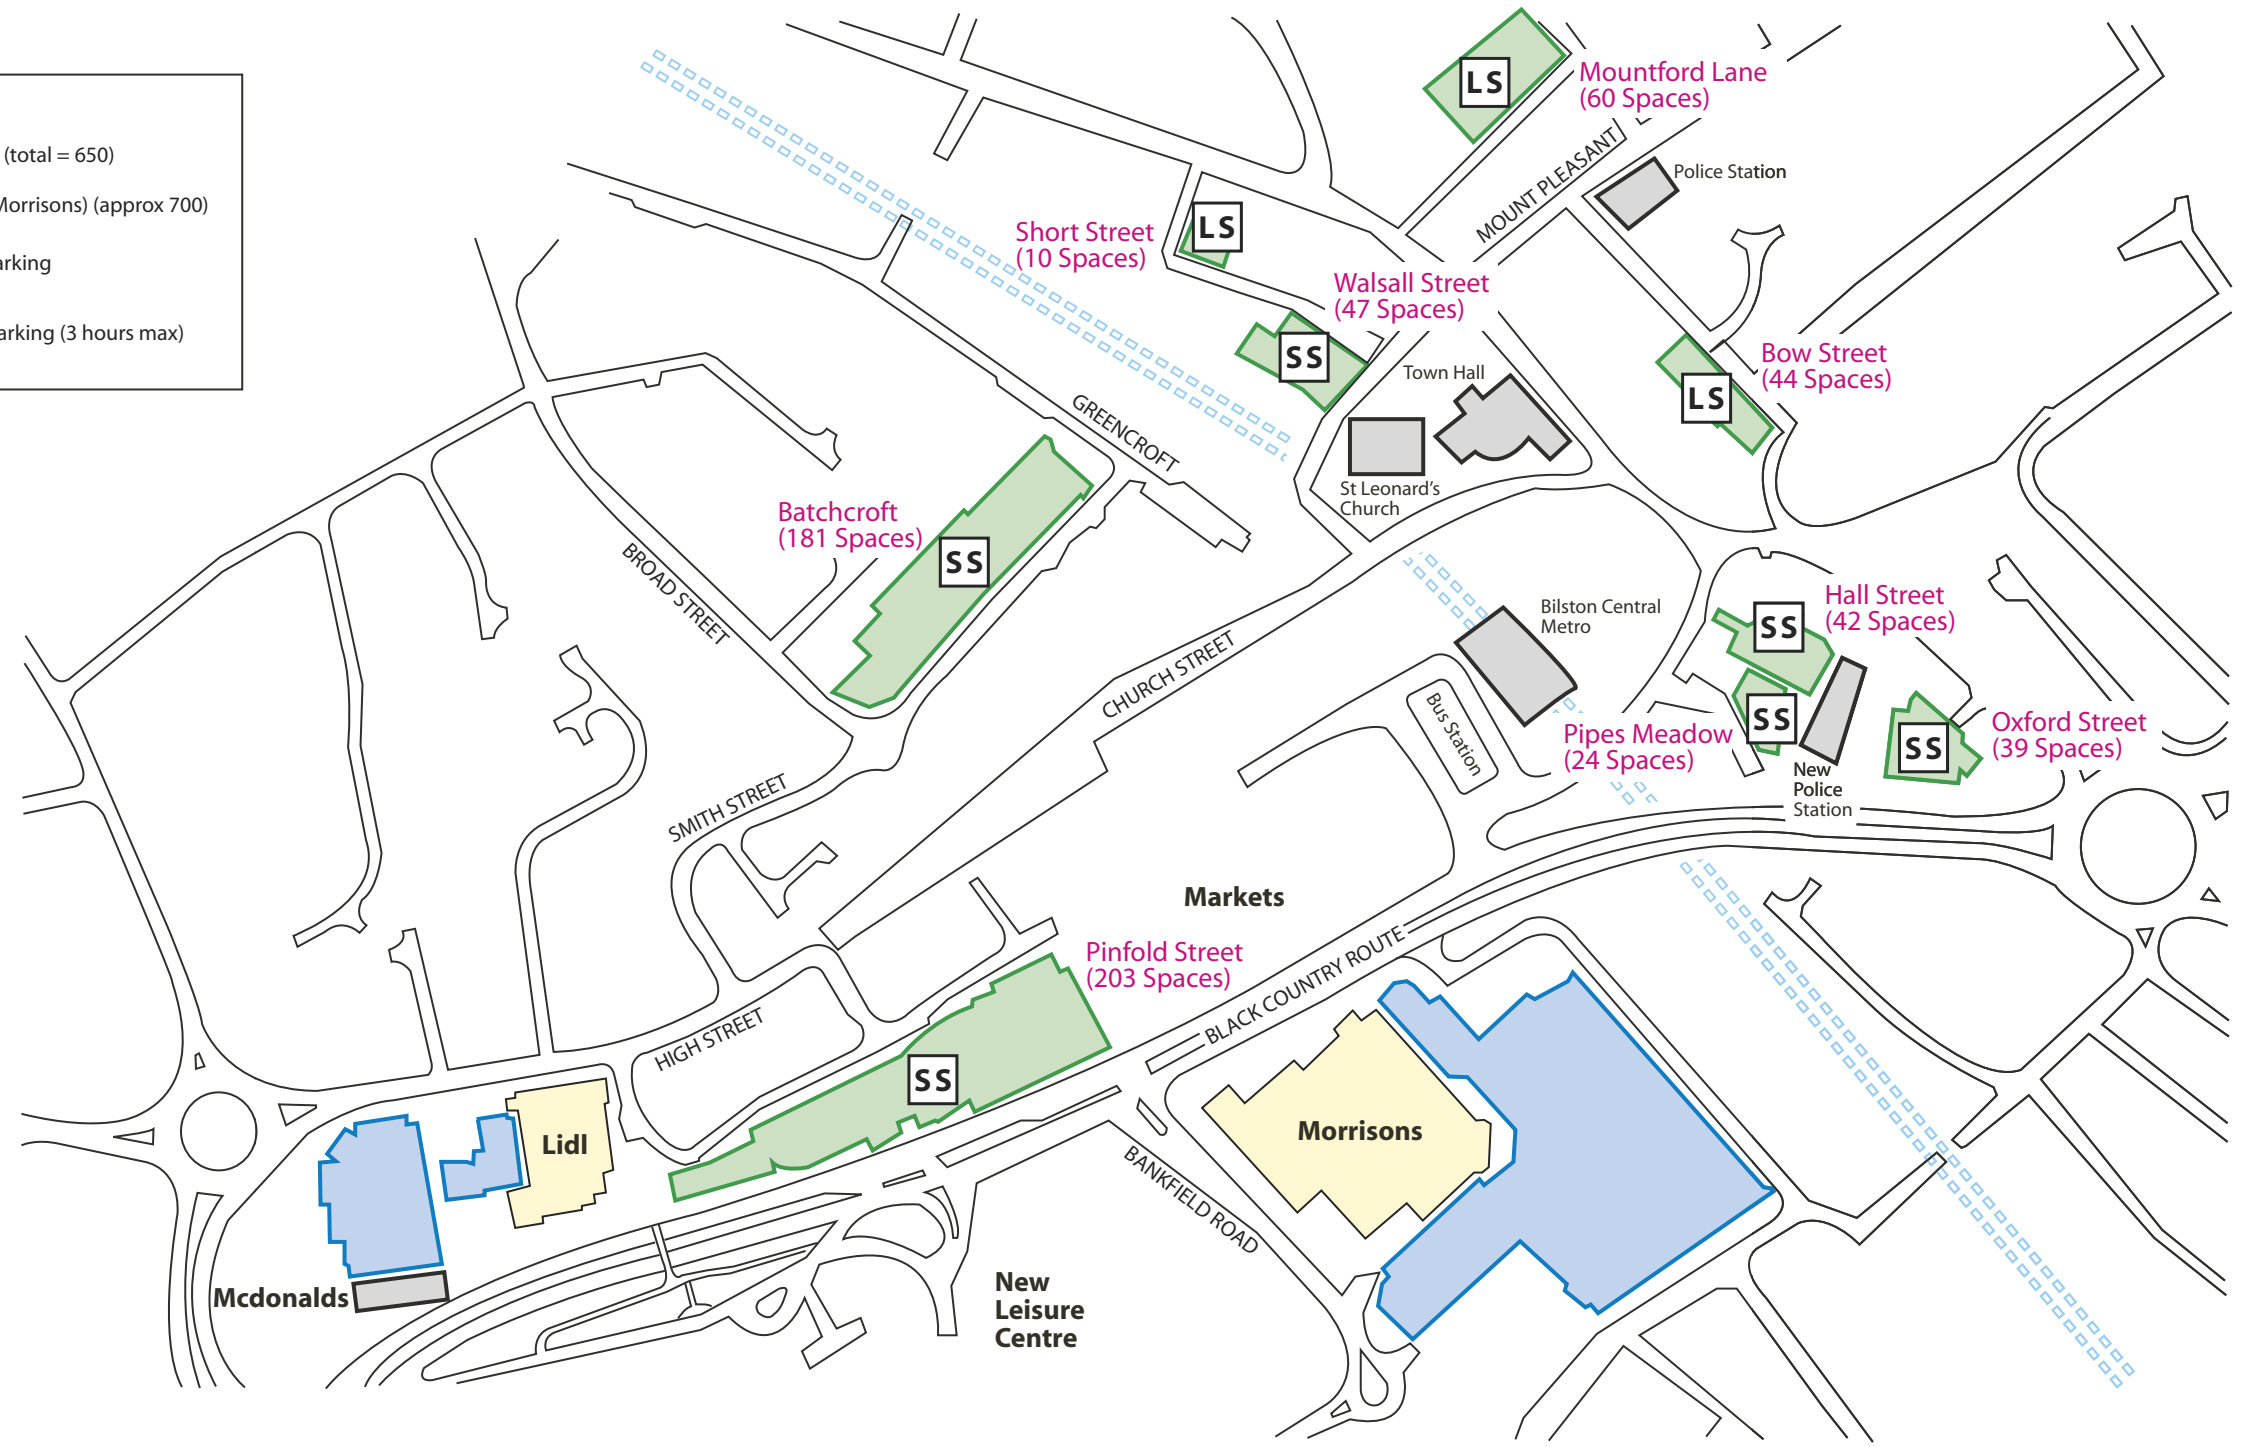 (total = 650)
Morrisons) (approx 700)
arking
arking (3 hours max)
LS
Mountford Lane
(60 Spaces)
MOUNT PLEASANT
Police Station
Short Street
(10 Spaces)
LS
Walsall Street
(47 Spaces)
SS
Town Hall
St Leonard's
Church
Bow Street
(44 Spaces)
LS
GREENCROFT
Batchcroft
(181 Spaces)
SS
BROAD STREET
CHURCH STREET
Bilston Central
Metro
Bus Station
Hall Street
(42 Spaces)
SS
Pipes Meadow
(24 Spaces)
SS
New
Police
Station
Oxford Street
(39 Spaces)
SS
SMITH STREET
Markets
Pinfold Street
(203 Spaces)
SS
HIGH STREET
BLACK COUNTRY ROUTE
Lidl
Morrisons
BANKFIELD ROAD
Mcdonalds
New
Leisure
Centre